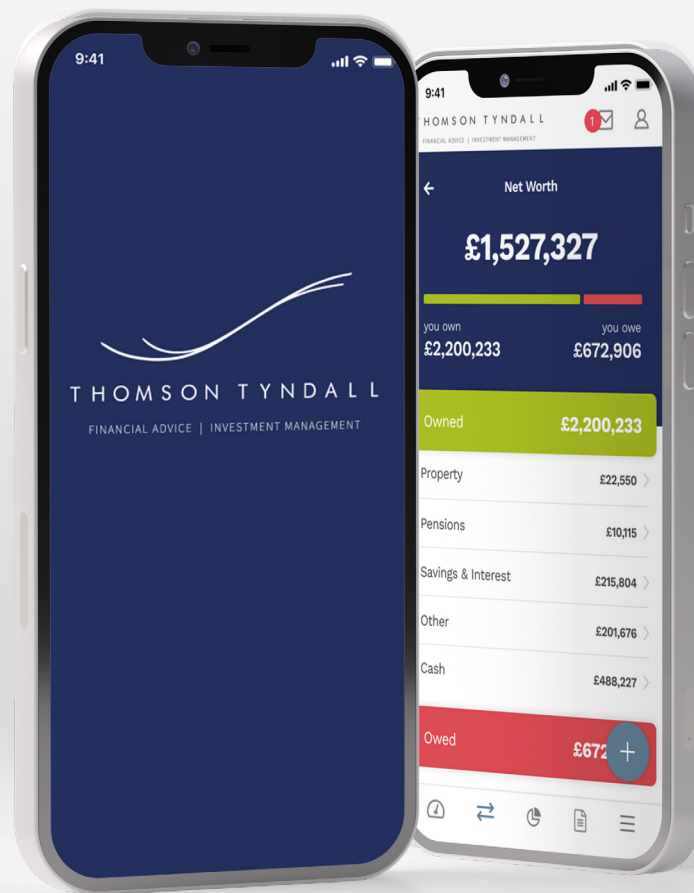 9:41
THOMSON TYNDALL
FINANCIAL ADVICE | INVESTMENT MANAGEMENT
9:41
HOMSON TYNDALL
1
FINANCIAL ADVICE | INVESTMENT MANAGEMENT
Net Worth
£1,527,327
you own you owe
£2,200,233 £672,906
Owned £2,200,233
Property £22,550
Pensions £10,115
Savings & Interest £215,804
Other £201,676
Cash £488,227
Owed £672